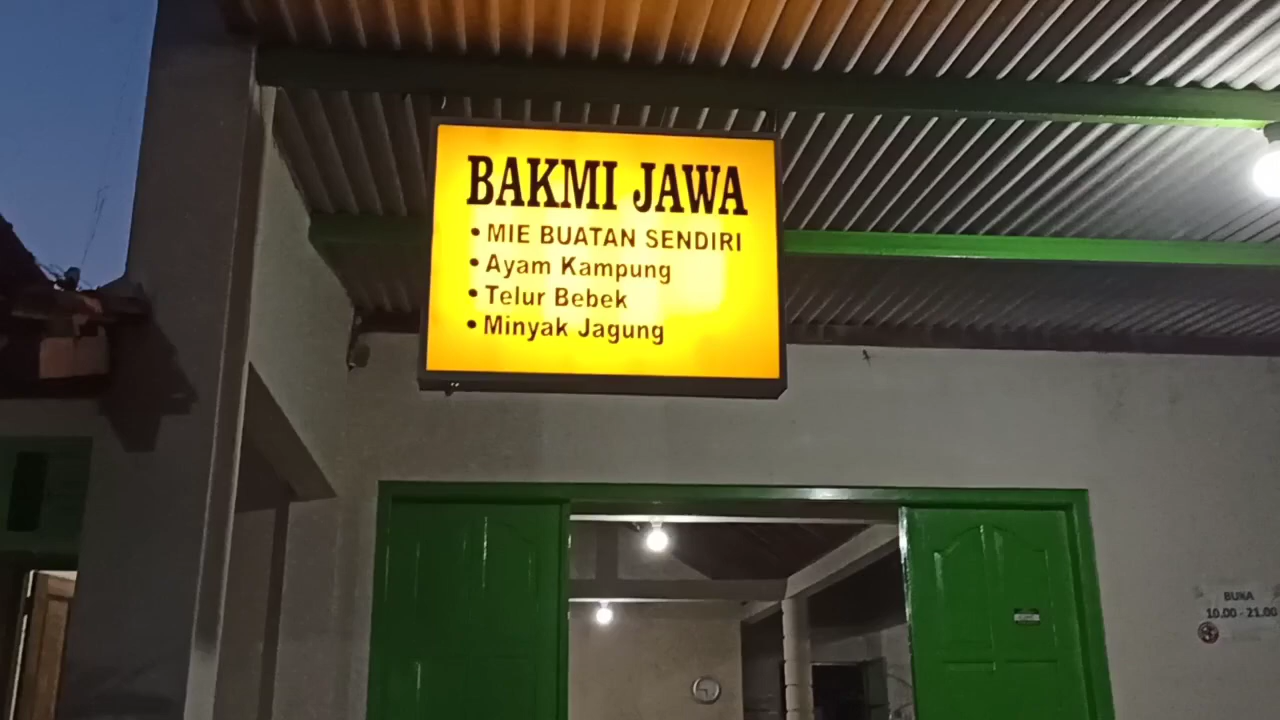 BAKMI JAWA
• MIE BUATAN SENDIRI
• Ayam Kampung
• Telur Bebek
• Minyak Jagung
BUKA
10.00 - 21.00